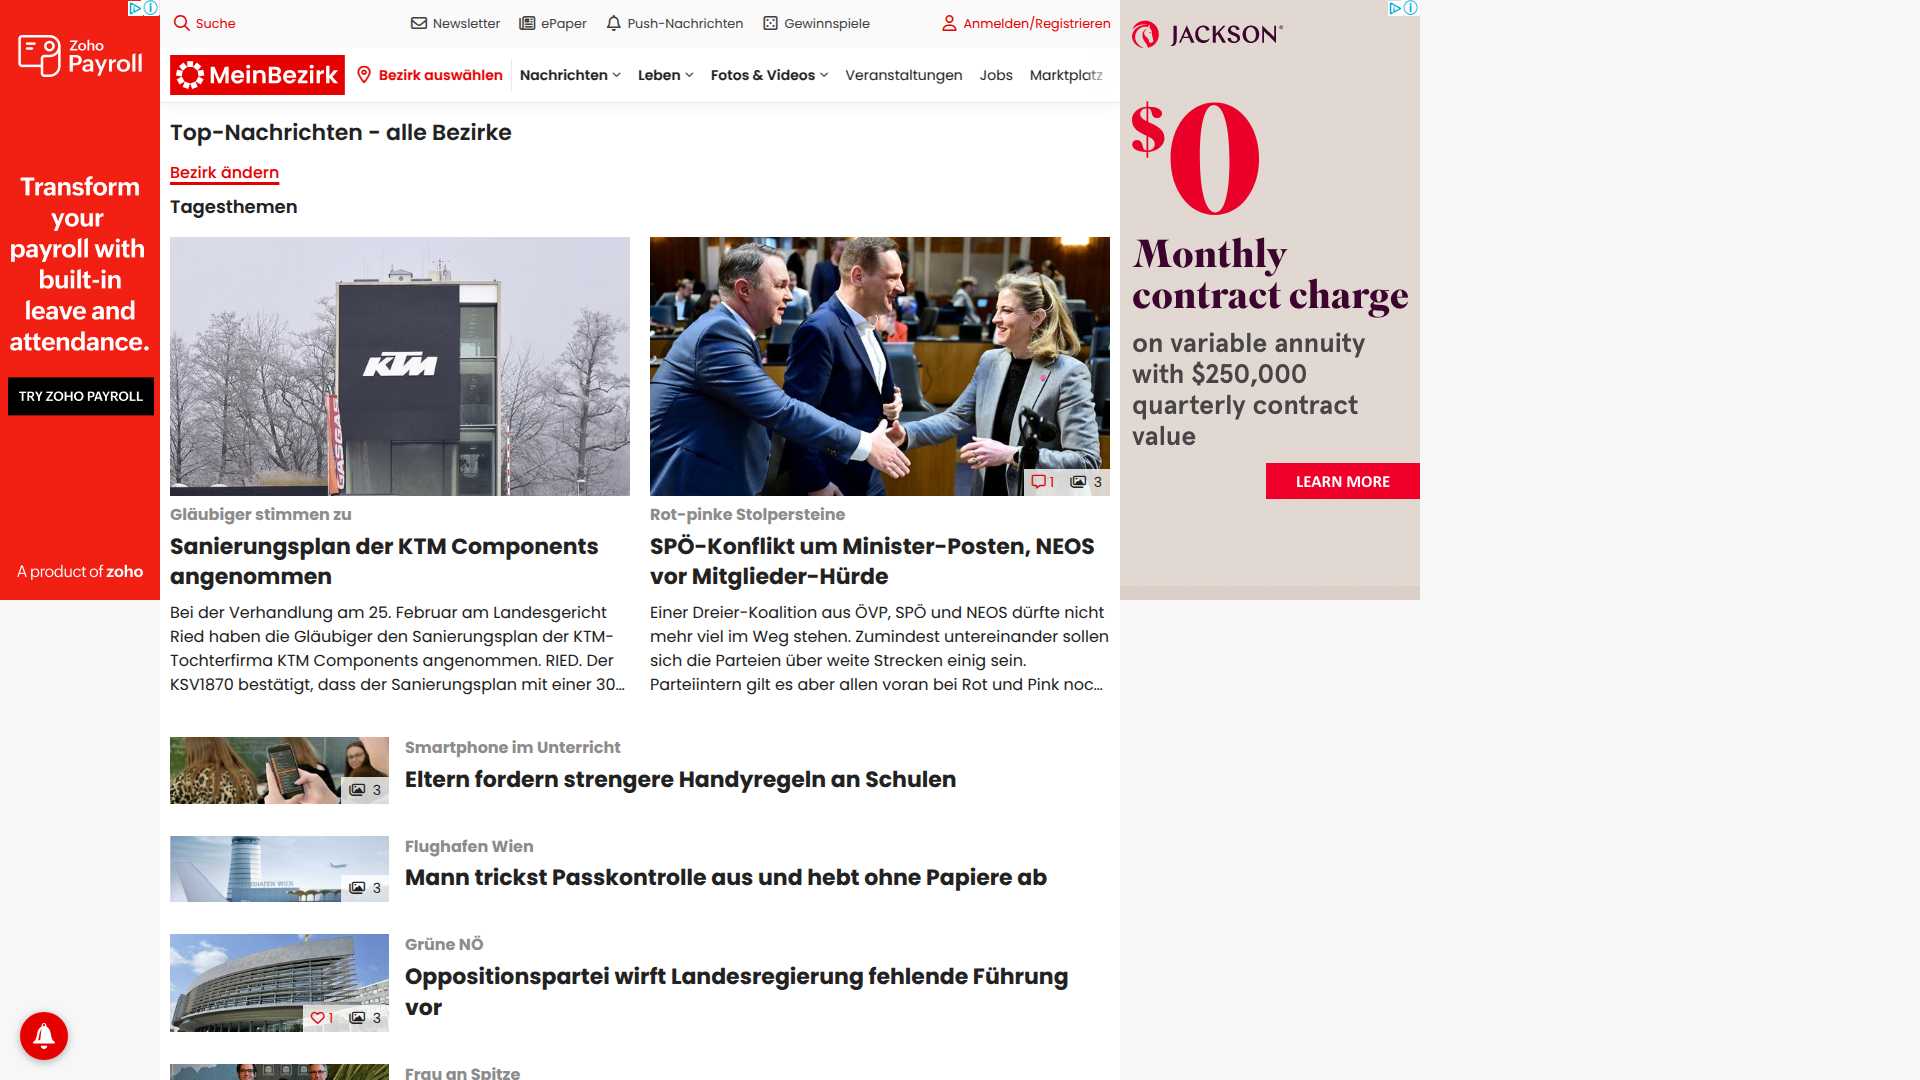 Zoho
Payroll
Transform
your
payroll with
built-in
leave and
attendance.
TRY ZOHO PAYROLL
A product of zoho
Suche
Newsletter
ePaper
Push-Nachrichten
Gewinnspiele
Anmelden/Registrieren
MeinBezirk
Bezirk auswählen
Nachrichten
Leben
Fotos & Videos
Veranstaltungen
Jobs
Marktplatz
Top-Nachrichten - alle Bezirke
Bezirk ändern
Tagesthemen
KTM
GASGAS
Gläubiger stimmen zu
Sanierungsplan der KTM Components
angenommen
Bei der Verhandlung am 25. Februar am Landesgericht
Ried haben die Gläubiger den Sanierungsplan der KTM-
Tochterfirma KTM Components angenommen. RIED. Der
KSV1870 bestätigt, dass der Sanierungsplan mit einer 30...
1
3
Rot-pinke Stolpersteine
SPÖ-Konflikt um Minister-Posten, NEOS
vor Mitglieder-Hürde
Einer Dreier-Koalition aus ÖVP, SPÖ und NEOS dürfte nicht
mehr viel im Weg stehen. Zumindest untereinander sollen
sich die Parteien über weite Strecken einig sein.
Parteiintern gilt es aber allen voran bei Rot und Pink noc...
3
Smartphone im Unterricht
Eltern fordern strengere Handyregeln an Schulen
3
Flughafen Wien
Mann trickst Passkontrolle aus und hebt ohne Papiere ab
1
3
Grüne NÖ
Oppositionspartei wirft Landesregierung fehlende Führung
vor
Frau an Spitze
JACKSON
$0
Monthly
contract charge
on variable annuity
with $250,000
quarterly contract
value
LEARN MORE